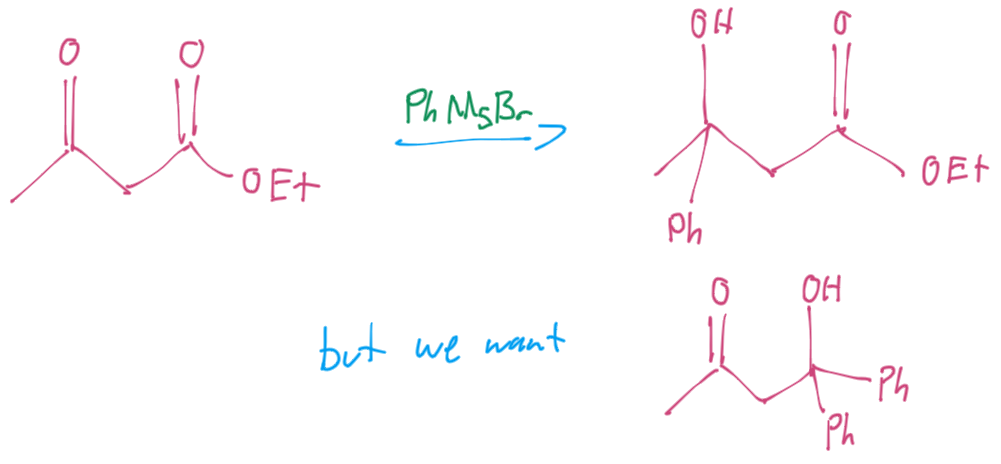 O O
OEt
PhMgBr
OH O
Ph
OEt
but we want
O OH
Ph
Ph